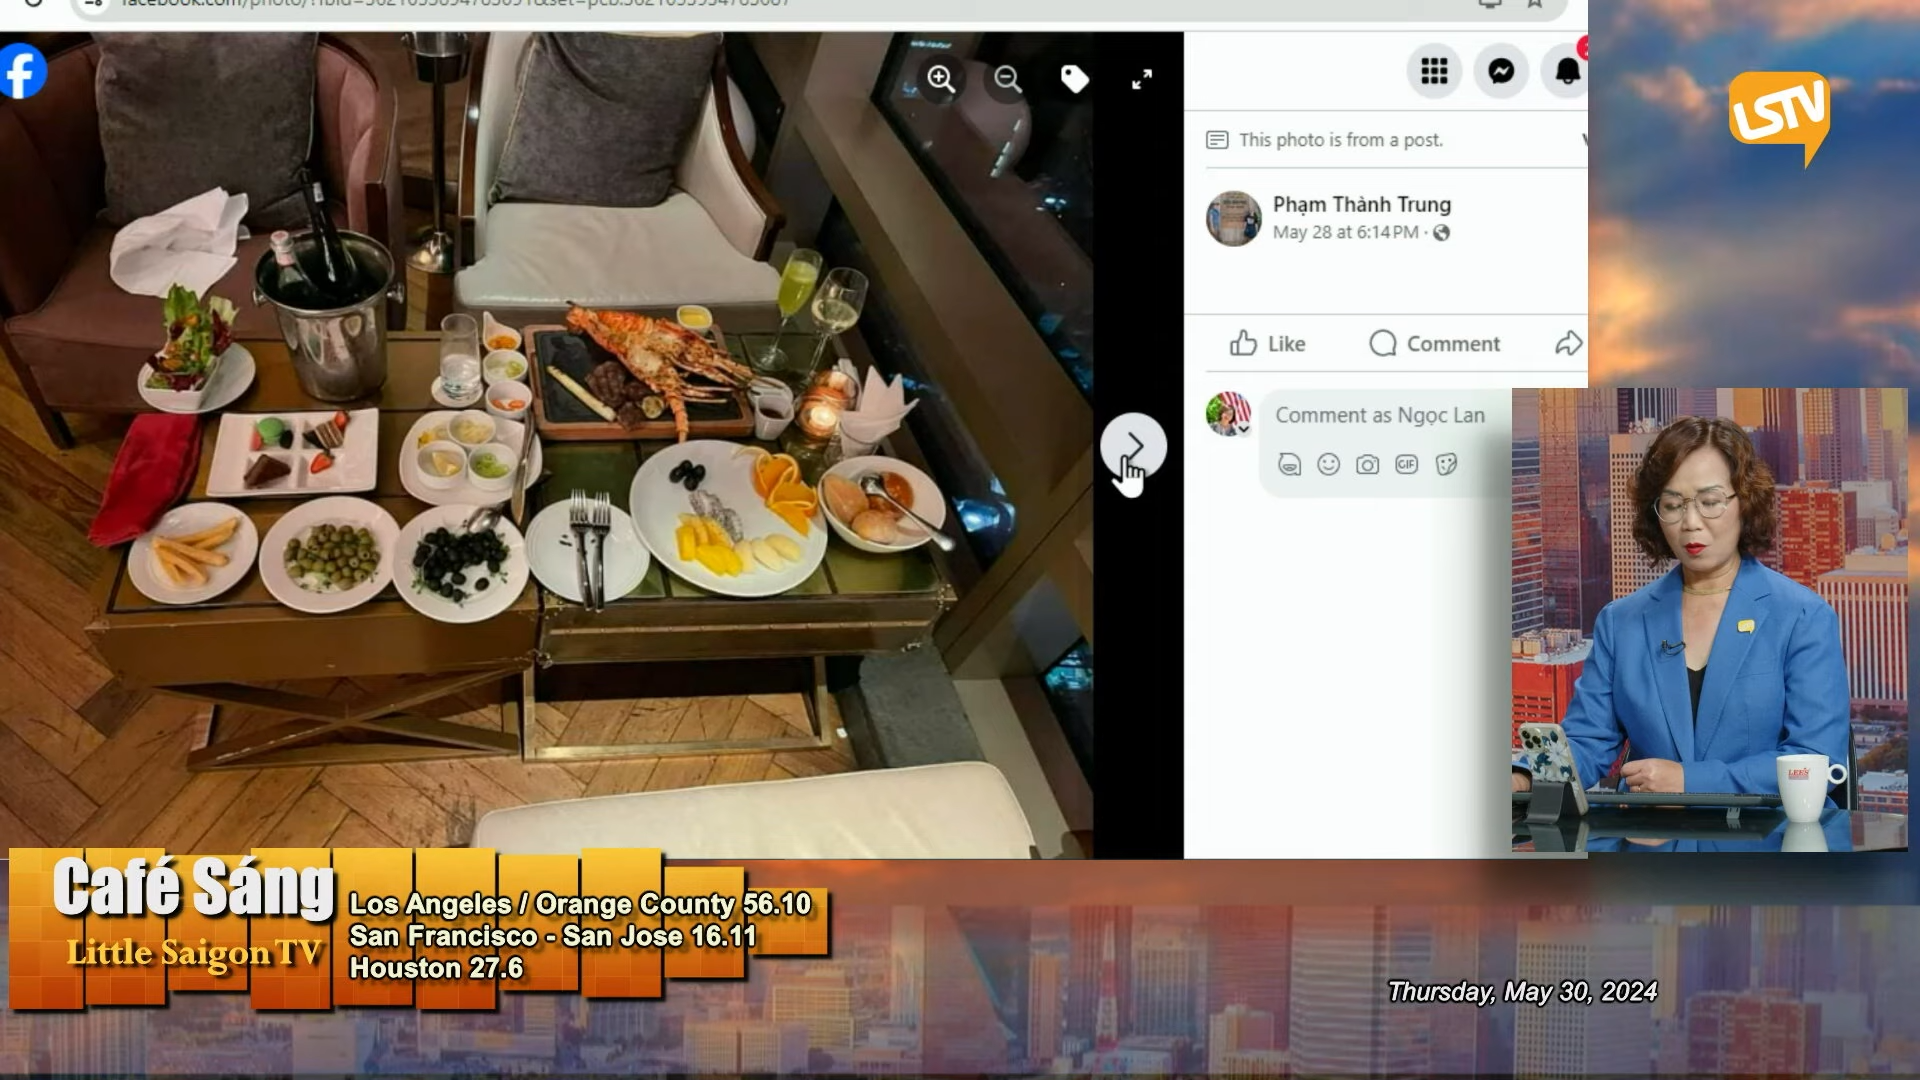 LSTV
This photo is from a post.
Phạm Thành Trung
May 28 at 6:14 PM
Like
Comment
Comment as Ngọc Lan
GIF
LEE'S
Café Sáng
Little Saigon TV
Los Angeles / Orange County 56.10
San Francisco - San Jose 16.11
Houston 27.6
Thursday, May 30, 2024